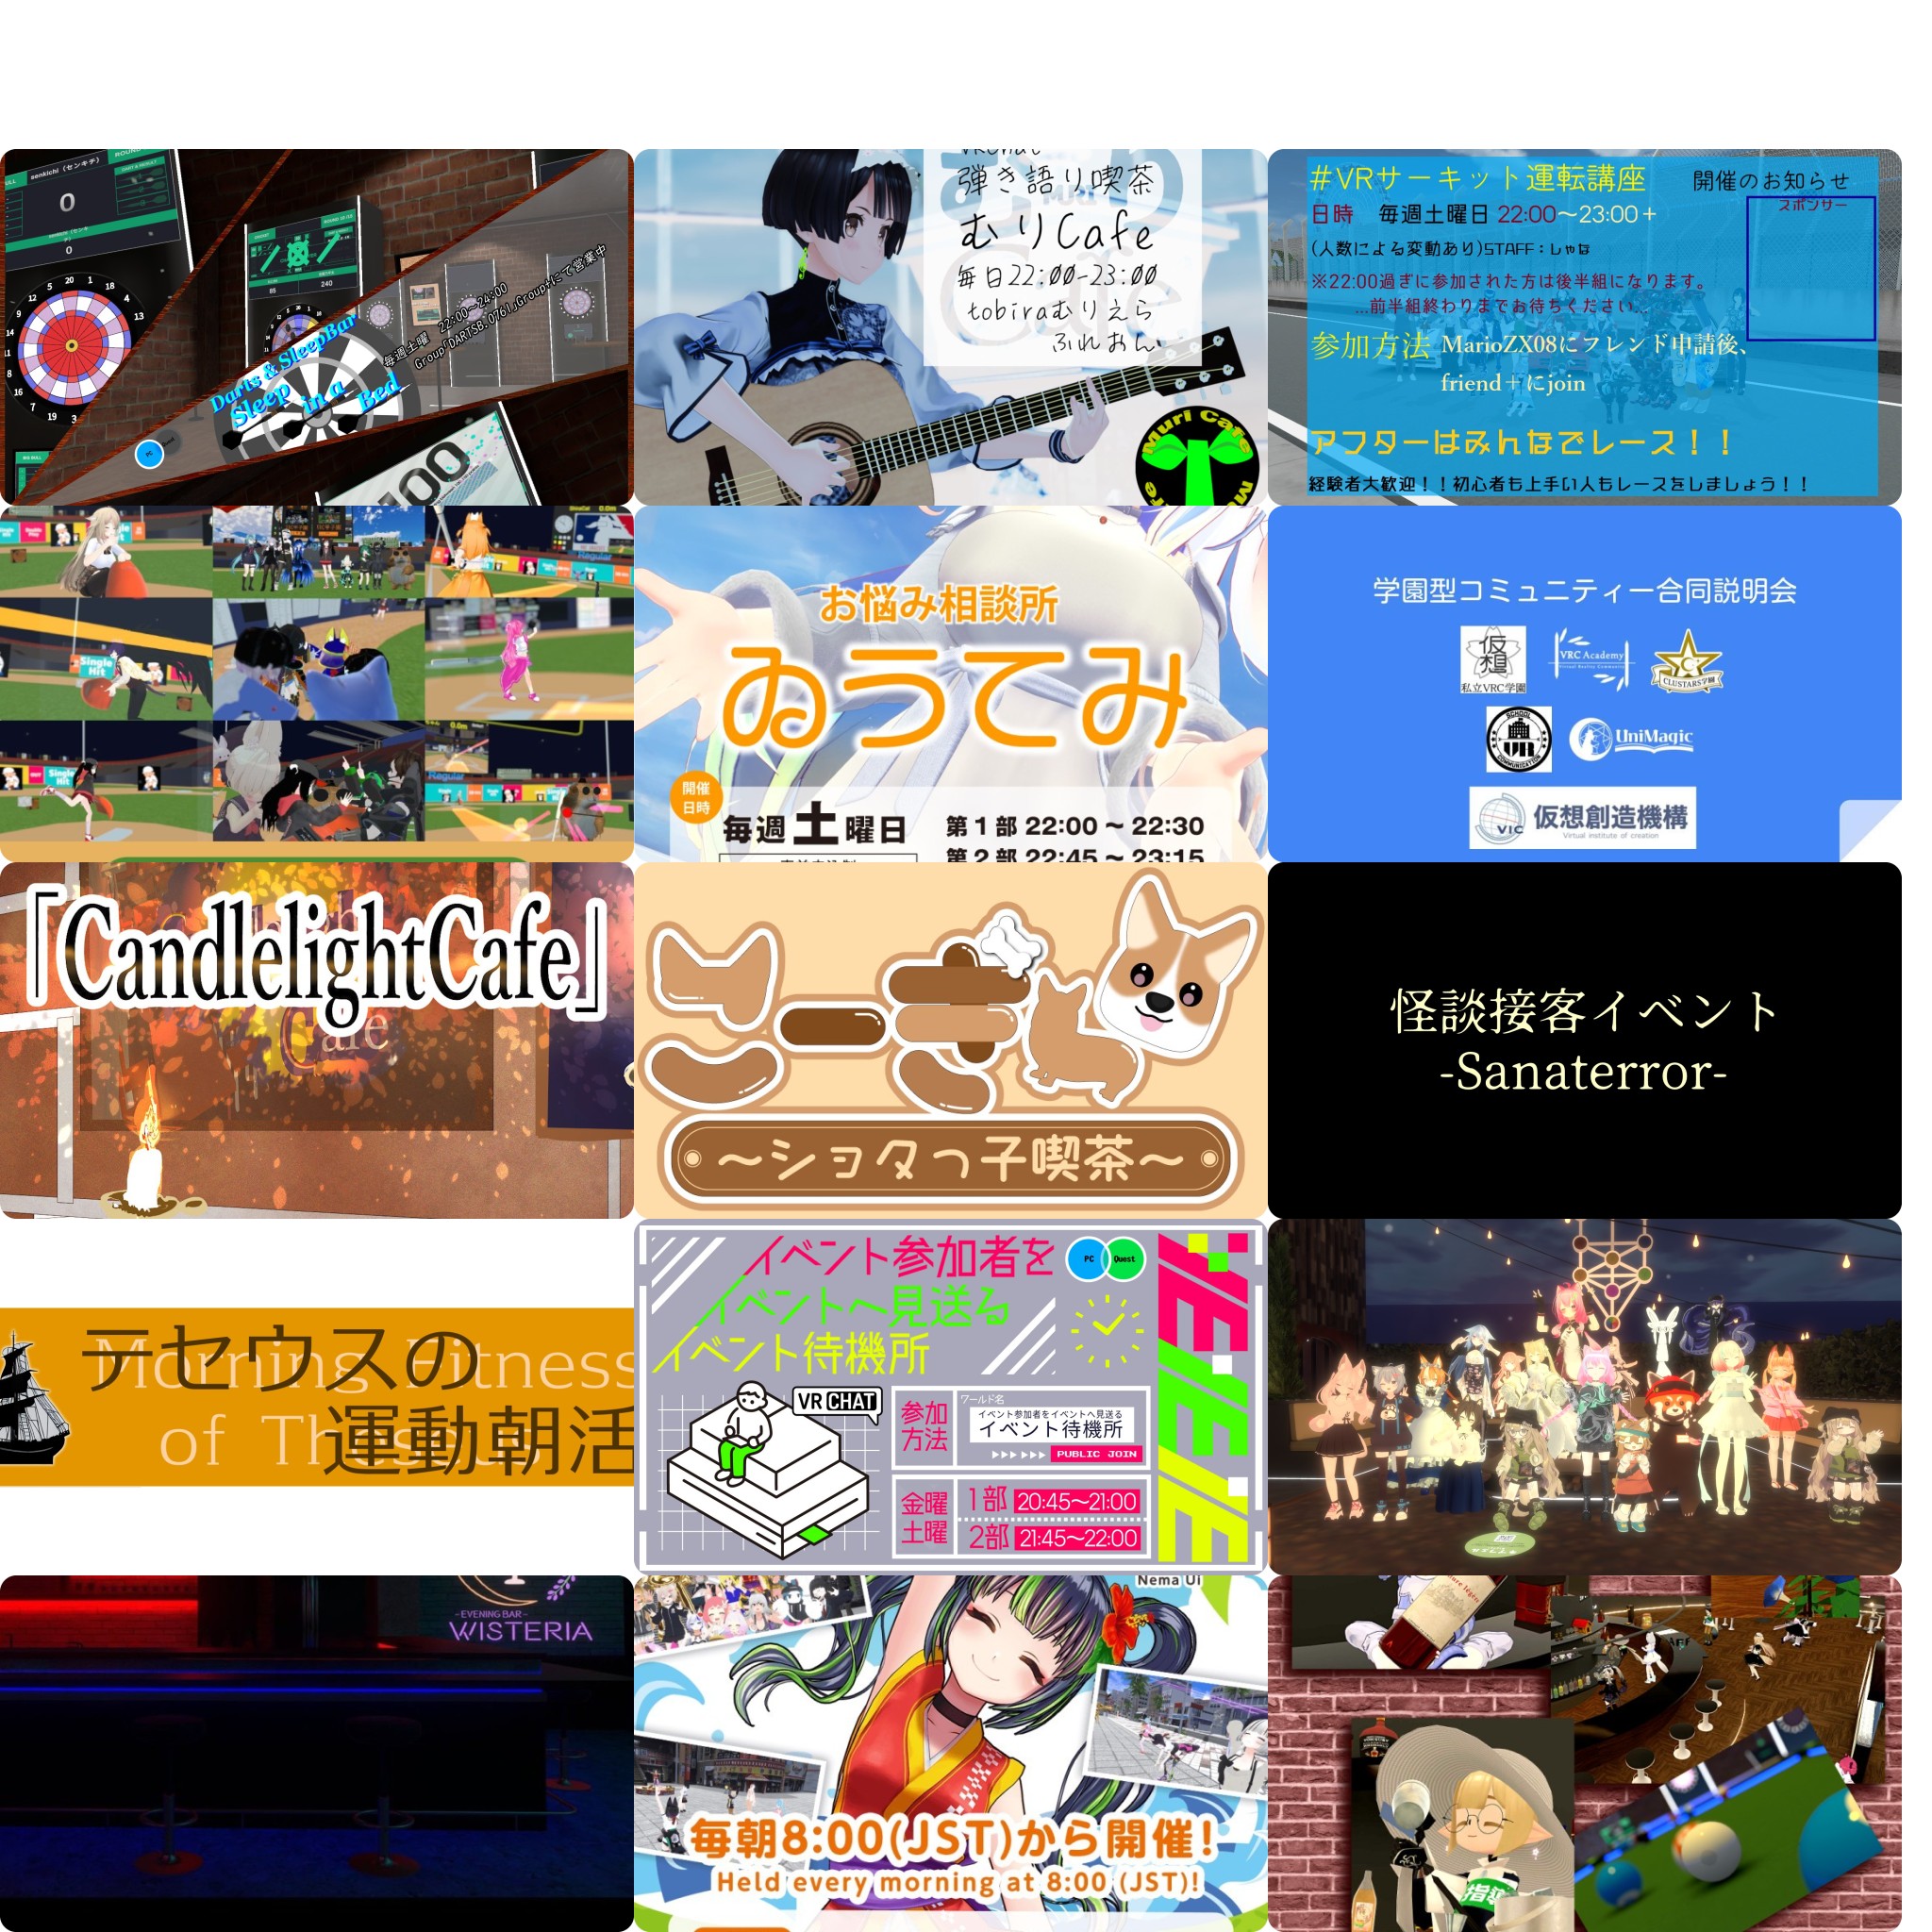 senkichi (センキチ)
0
Darts & SleepBar
Sleep in a Bed
毎週土曜 22:00~24:00
Group「DARTSB.0761」Group+にて営業中
PC
弾き語り喫茶
むりCafe
毎日22:00-23:00
tobiraむりえら
ふれおん
Muri Cafe
#VRサーキット運転講座
開催のお知らせ
日時 毎週土曜日 22:00〜23:00+
スポンサー
(人数による変動あり)STAFF:しゃほ
※22:00過ぎに参加された方は後半組になります。
…前半組終わりまでお待ちください…
参加方法 MarioZX08にフレンド申請後、
friend+にjoin
アフターはみんなでレース!!
経験者大歓迎!!初心者も上手い人もレースをしましょう!!
Single Hit
Regular
お悩み相談所
ゐうてみ
開催
日時
毎週土曜日
第1部 22:00 ~ 22:30
第2部 22:45 ~ 23:15
学園型コミュニティー合同説明会
仮想
私立VRC学園
VRC Academy
Virtual Reality Community
CLUSTARS学園
SCHOOL
VR
COMMUNICATION
UniMagic
VIC
仮想創造機構
Virtual institute of creation
「CandlelightCafe」
Cafe
コーギー
〜ショタっ子喫茶〜
怪談接客イベント
-Sanaterror-
テセウスの
運動朝活
Morning Fitness
of Theseus
イベント参加者を
イベントへ見送る
イベント待機所
PC
Quest
VRCHAT
参加
方法
ワールド名
イベント参加者をイベントへ見送る
イベント待機所
PUBLIC JOIN
金曜
土曜
1部 20:45〜21:00
2部 21:45〜22:00
-EVENING BAR-
WISTERIA
Nema Ui
毎朝8:00(JST)から開催!
Held every morning at 8:00 (JST)!
指導